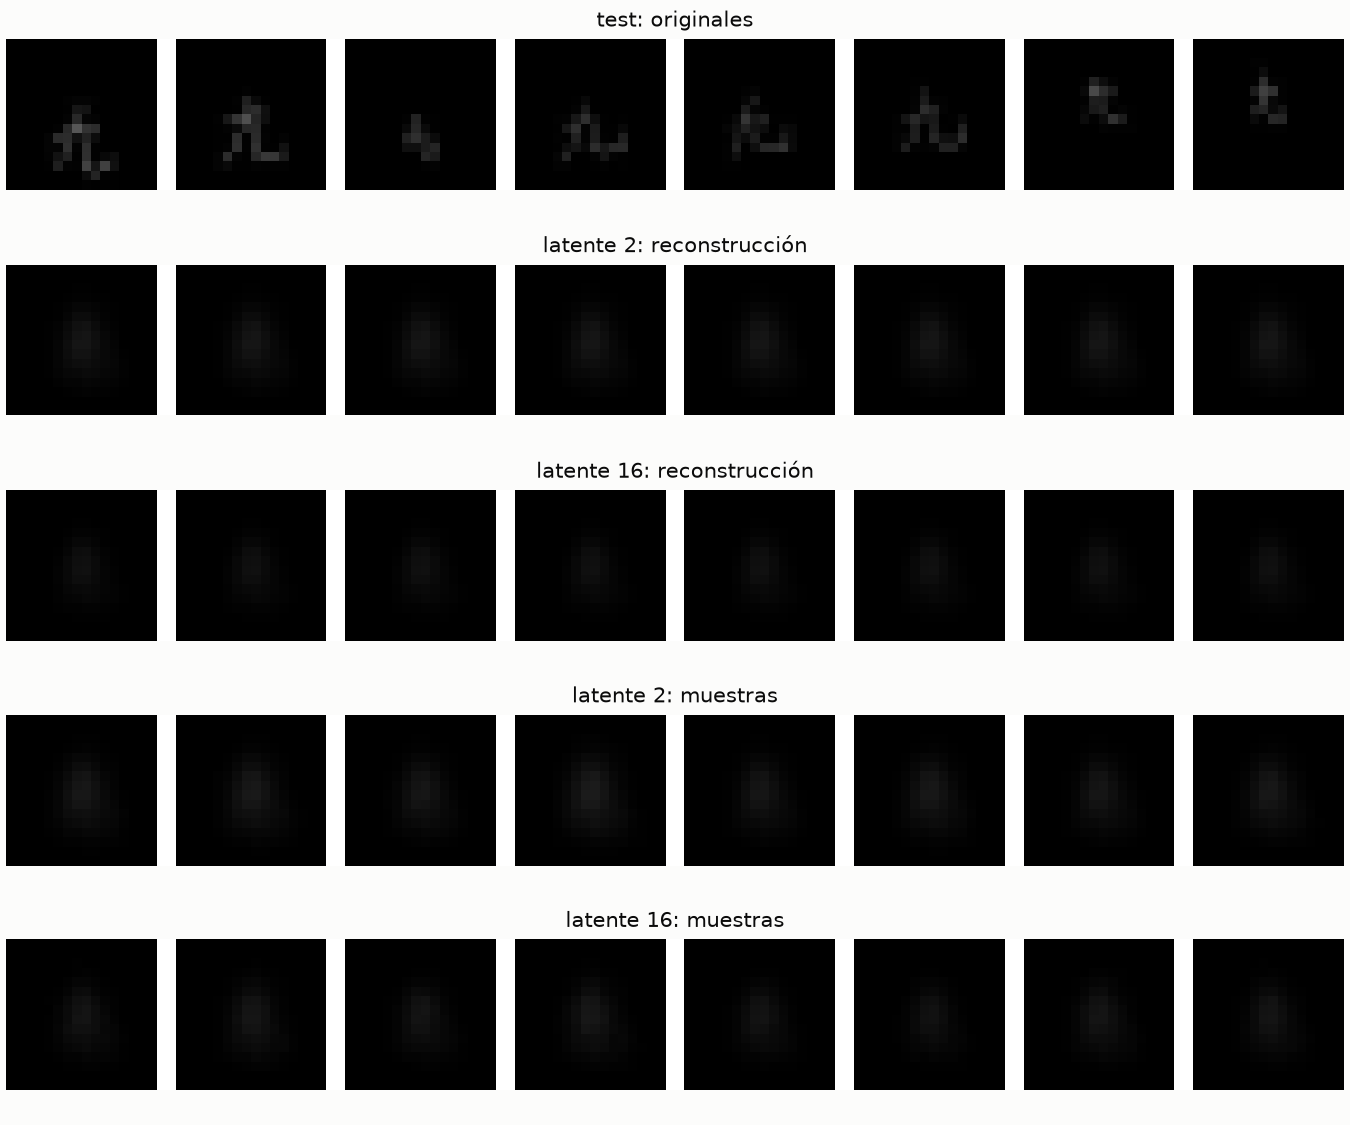 test: originales
latente 2: reconstrucción
latente 16: reconstrucción
latente 2: muestras
latente 16: muestras